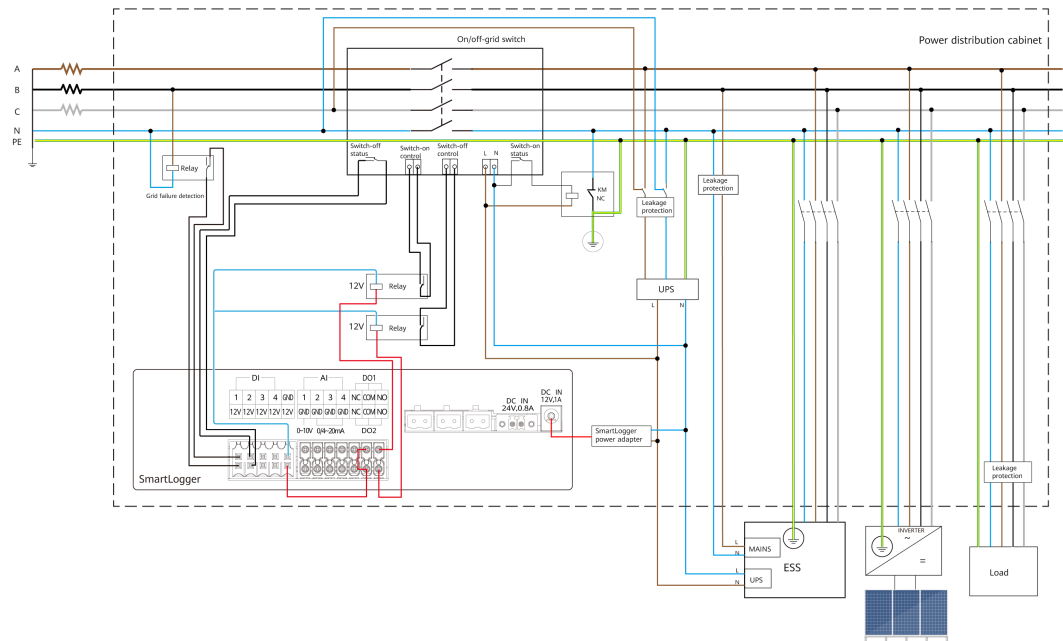 On/off-grid switch
Power distribution cabinet
A
B
C
N
PE
Switch-off
status
Switch-on
control
Switch-off
control
L N
Switch-on
status
Relay
Grid failure detection
KM
NC
Leakage
protection
Leakage
protection
12V
Relay
UPS
L
N
12V
Relay
DI
AI
DO1
1 2 3 4 GND
1 2 3 4 NC COM NO
12V 12V 12V 12V 12V
GND GND GND GND NC COM NO
0~10V 0/4~20mA DO2
DC IN
24V,0.8A
DC IN
12V,1A
SmartLogger
power adapter
SmartLogger
Leakage
protection
L
N
MAINS
L
N
UPS
ESS
INVERTER
~
=
Load